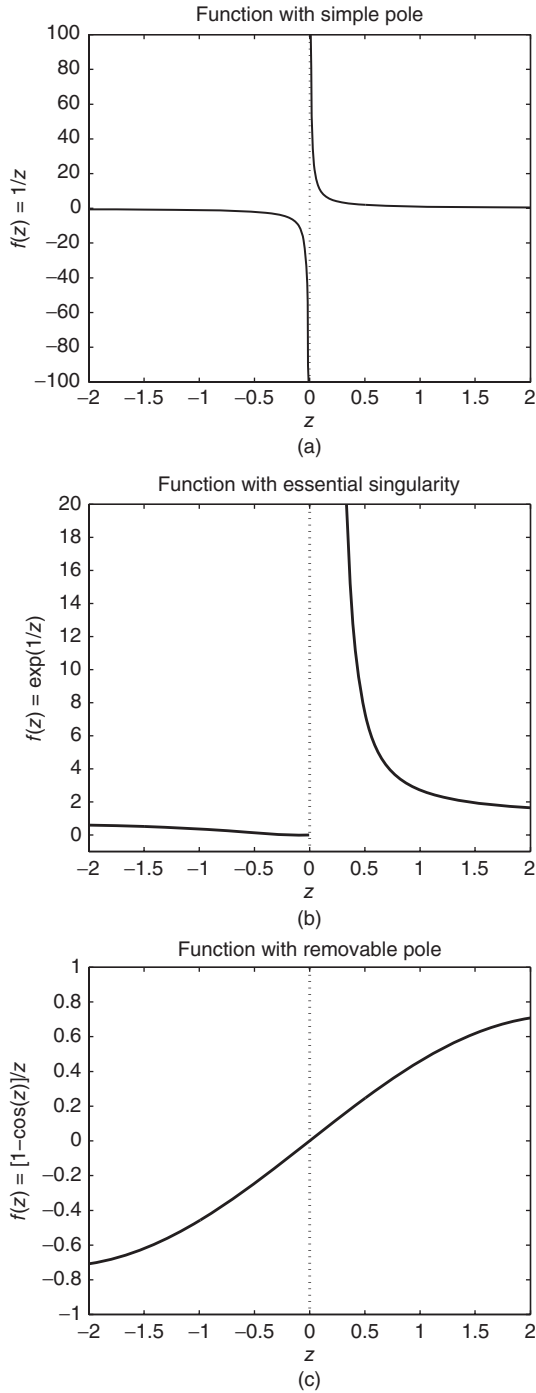 Function with simple pole
100
80
60
40
20
0
−20
−40
−60
−80
−100
f(z) = 1/z
−2 −1.5 −1 −0.5 0 0.5 1 1.5 2
z
(a)
Function with essential singularity
20
18
16
14
12
10
8
6
4
2
0
f(z) = exp(1/z)
−2 −1.5 −1 −0.5 0 0.5 1 1.5 2
z
(b)
Function with removable pole
1
0.8
0.6
0.4
0.2
0
−0.2
−0.4
−0.6
−0.8
−1
f(z) = [1−cos(z)]/z
−2 −1.5 −1 −0.5 0 0.5 1 1.5 2
z
(c)